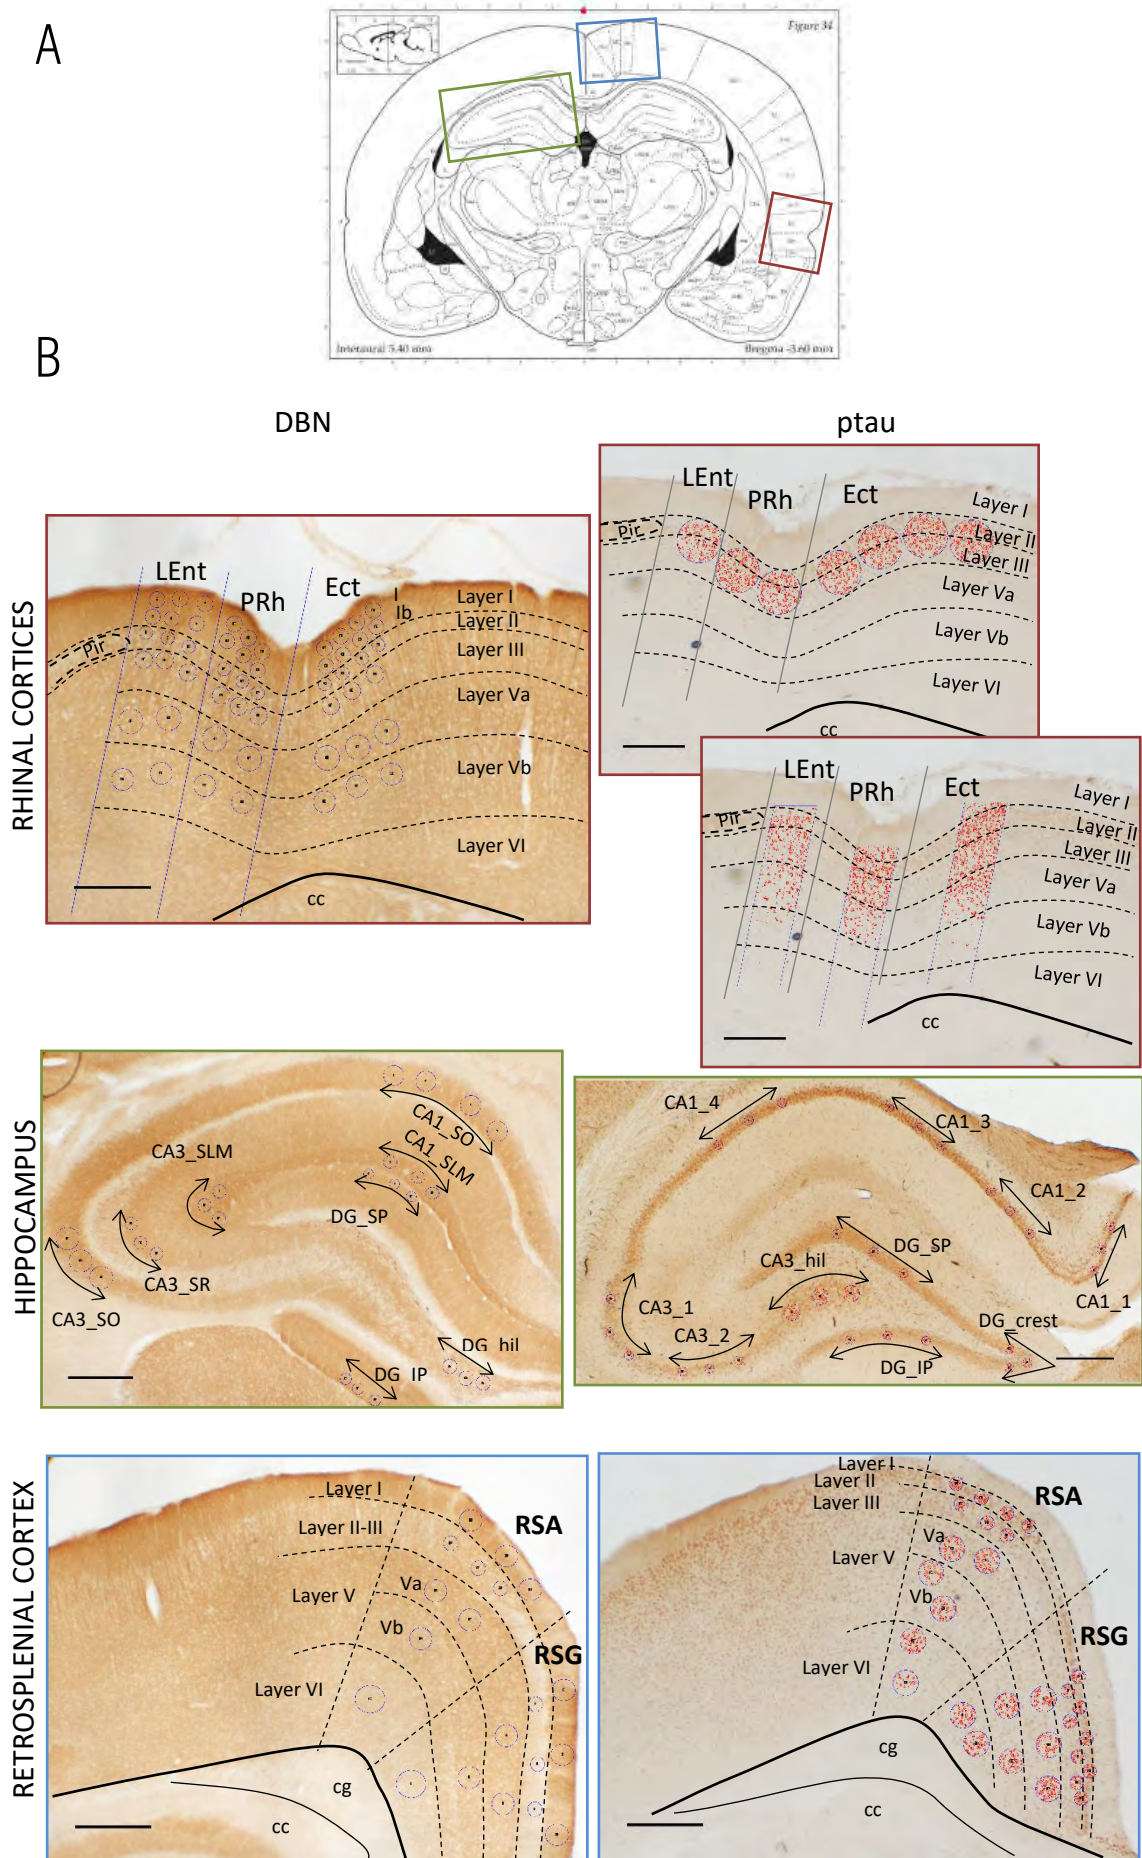 A
Figure 34
Interaural 5.40 mm
Bregma -3.60 mm
B
DBN
ptau
RHINAL CORTICES
LEnt
PRh
Ect
I
Ib
Pir
Layer I
Layer II
Layer III
Layer Va
Layer Vb
Layer VI
cc
LEnt
PRh
Ect
Pir
Layer I
Layer II
Layer III
Layer Va
Layer Vb
Layer VI
cc
LEnt
PRh
Ect
Pir
Layer I
Layer II
Layer III
Layer Va
Layer Vb
Layer VI
cc
HIPPOCAMPUS
CA1_SO
CA1_SLM
CA3_SLM
DG_SP
CA3_SR
CA3_SO
DG_hil
DG_IP
CA1_4
CA1_3
CA1_2
DG_SP
CA3_hil
CA1_1
CA3_1
DG_crest
CA3_2
DG_IP
RETROSPLENIAL CORTEX
Layer I
RSA
Layer II-III
Va
Layer V
Vb
RSG
Layer VI
cg
cc
Layer I
Layer II
Layer III
RSA
Va
Layer V
Vb
RSG
Layer VI
cg
cc